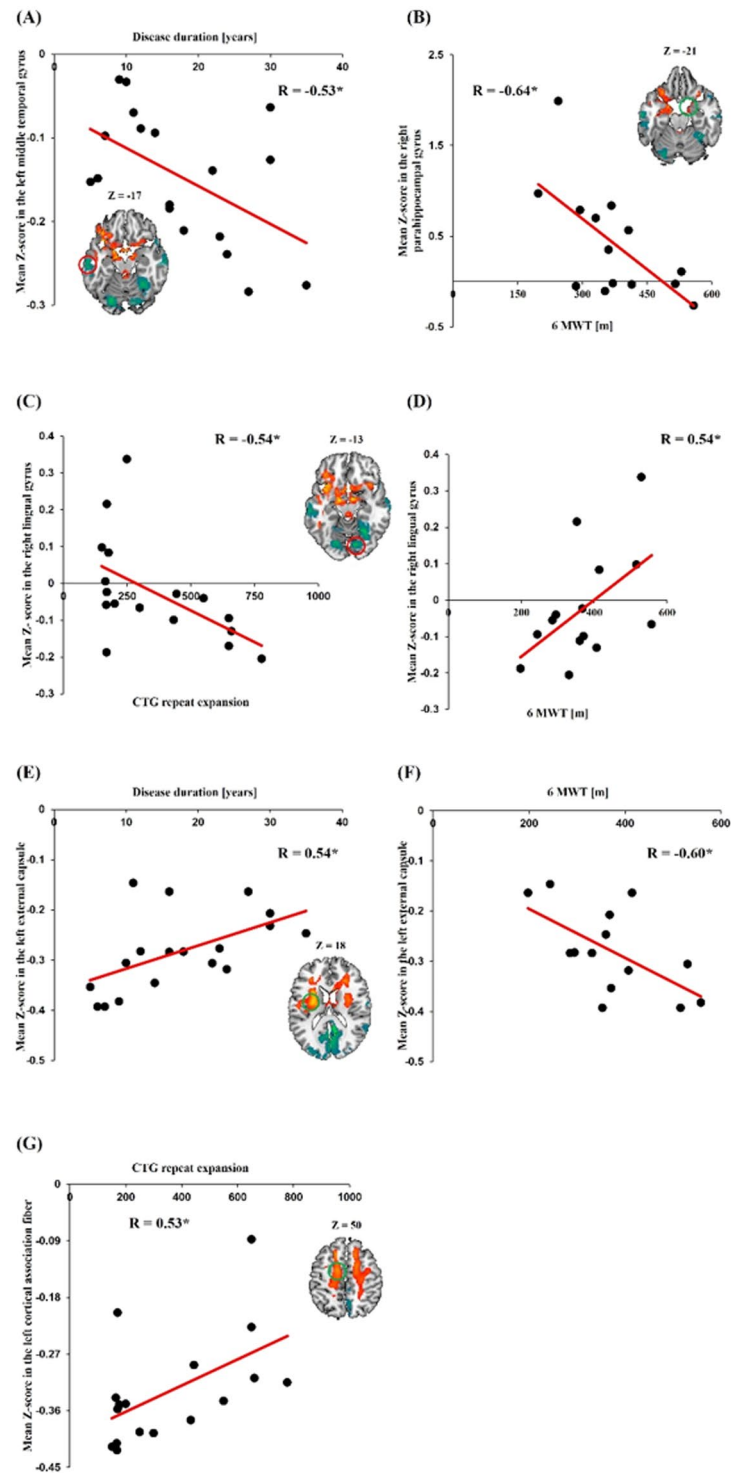 (A)
Disease duration [years]
0 10 20 30 40
0
-0.1
-0.2
-0.3
Mean Z-score in the left middle temporal gyrus
R = -0.53*
Z = -17
(B)
2.5
1.5
0.5
-0.5
Mean Z-score in the right
parahippocampal gyrus
R = -0.64*
Z = -21
0 150 300 450 600
6 MWT [m]
(C)
0.4
0.3
0.2
0.1
0
-0.1
-0.2
-0.3
Mean Z- score in the right lingual gyrus
R = -0.54*
Z = -13
0 250 500 750 1000
CTG repeat expansion
(D)
0.4
0.3
0.2
0.1
0
-0.1
-0.2
-0.3
Mean Z-score in the right lingual gyrus
R = 0.54*
0 200 400 600
6 MWT [m]
(E)
Disease duration [years]
0 10 20 30 40
0
-0.1
-0.2
-0.3
-0.4
-0.5
Mean Z-score in the left external capsule
R = 0.54*
Z = 18
(F)
6 MWT [m]
0 200 400 600
0
-0.1
-0.2
-0.3
-0.4
-0.5
Mean Z-score in the left external capsule
R = -0.60*
(G)
CTG repeat expansion
0 200 400 600 800 1000
0
-0.09
-0.18
-0.27
-0.36
-0.45
Mean Z-score in the left cortical association fiber
R = 0.53*
Z = 50